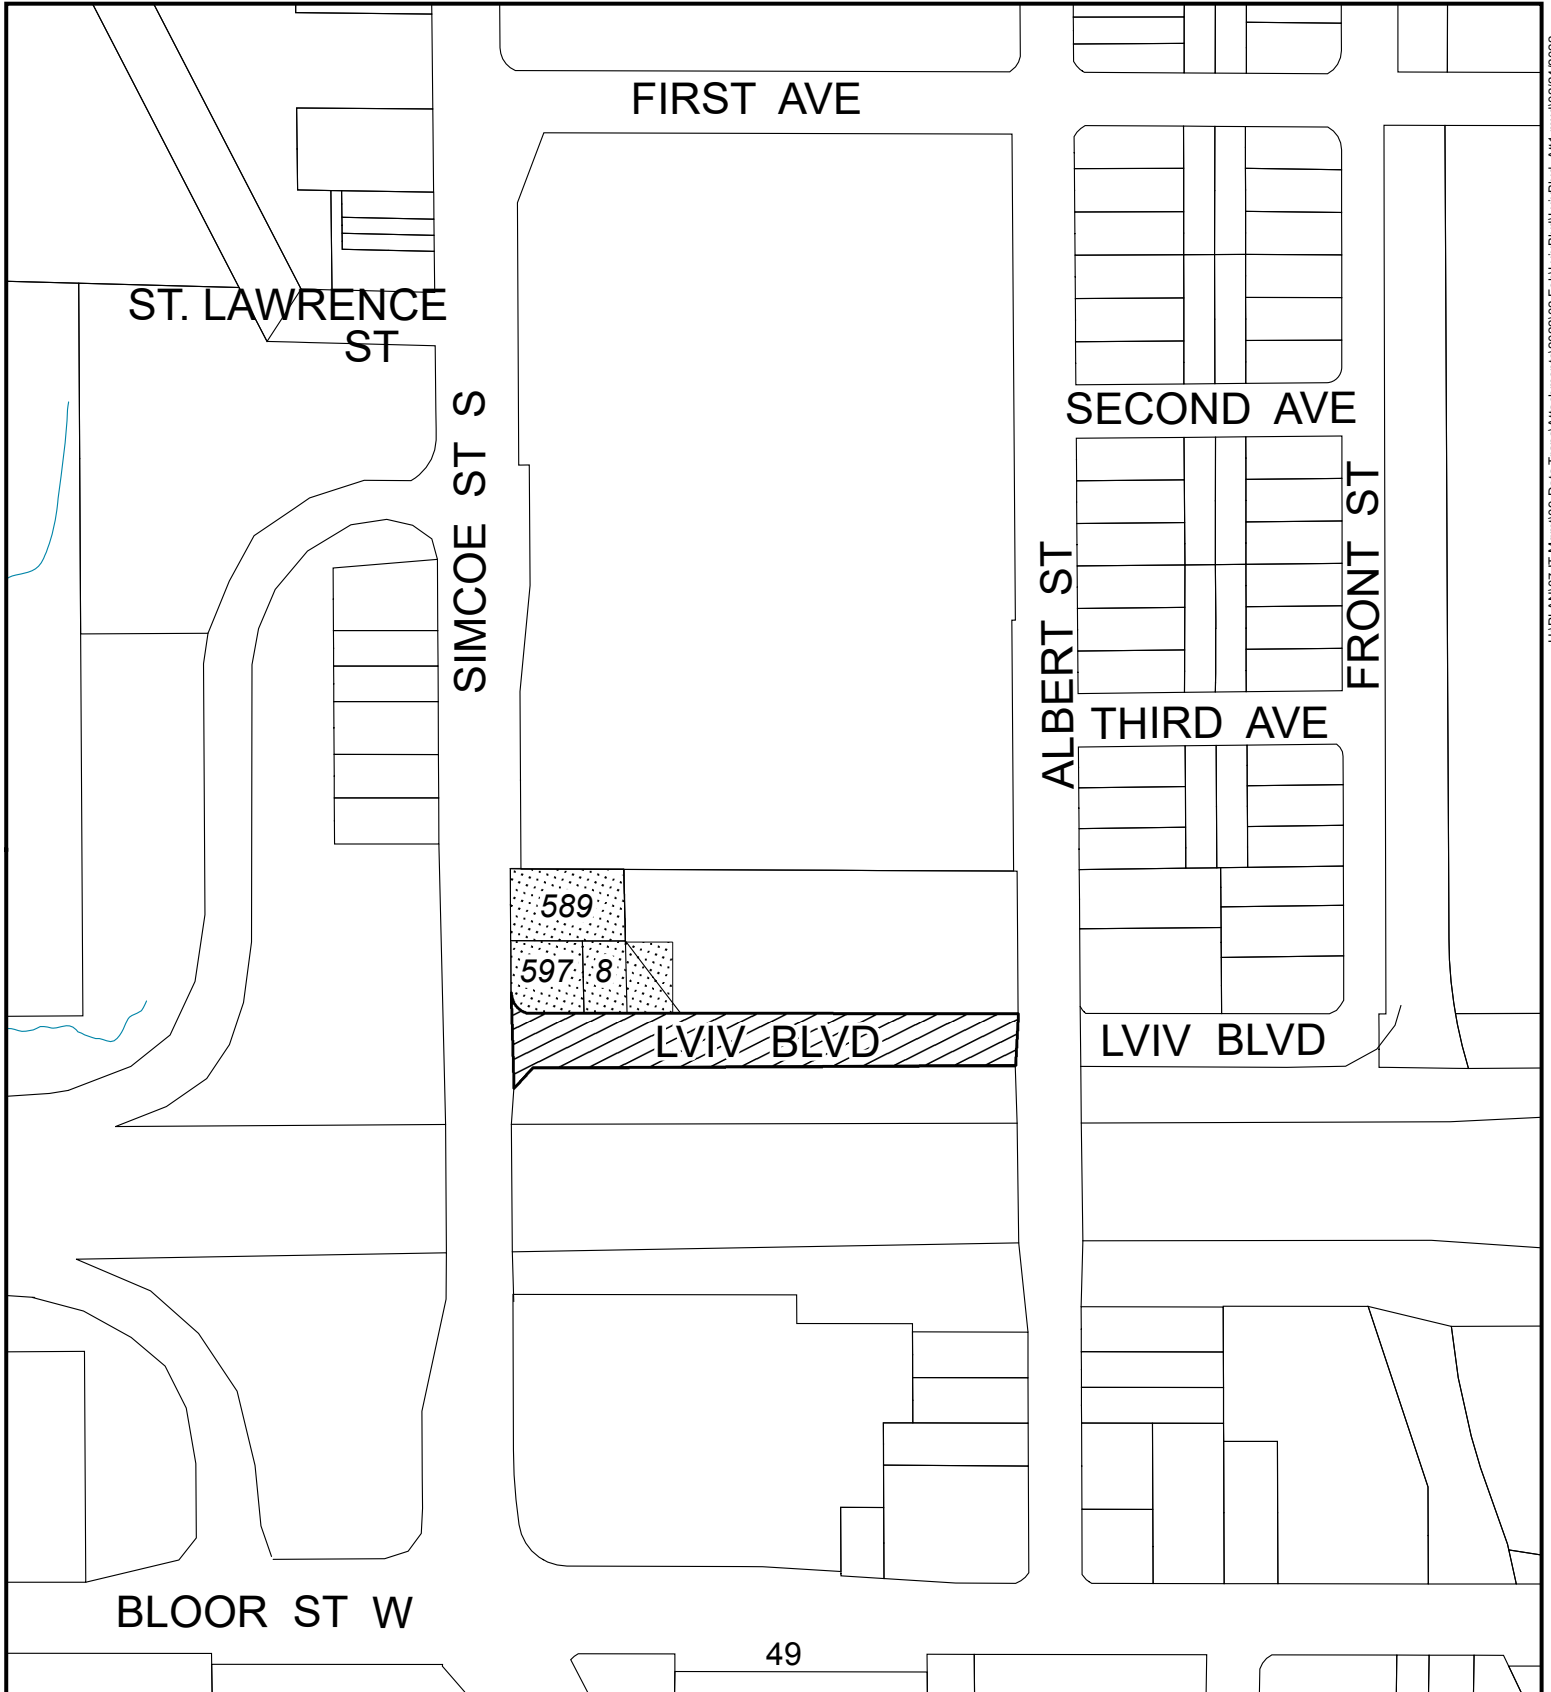 FIRST AVE
ST. LAWRENCE
ST
SIMCOE ST S
SECOND AVE
FRONT ST
ALBERT ST
THIRD AVE
589
597
8
LVIV BLVD
LVIV BLVD
BLOOR ST W
49